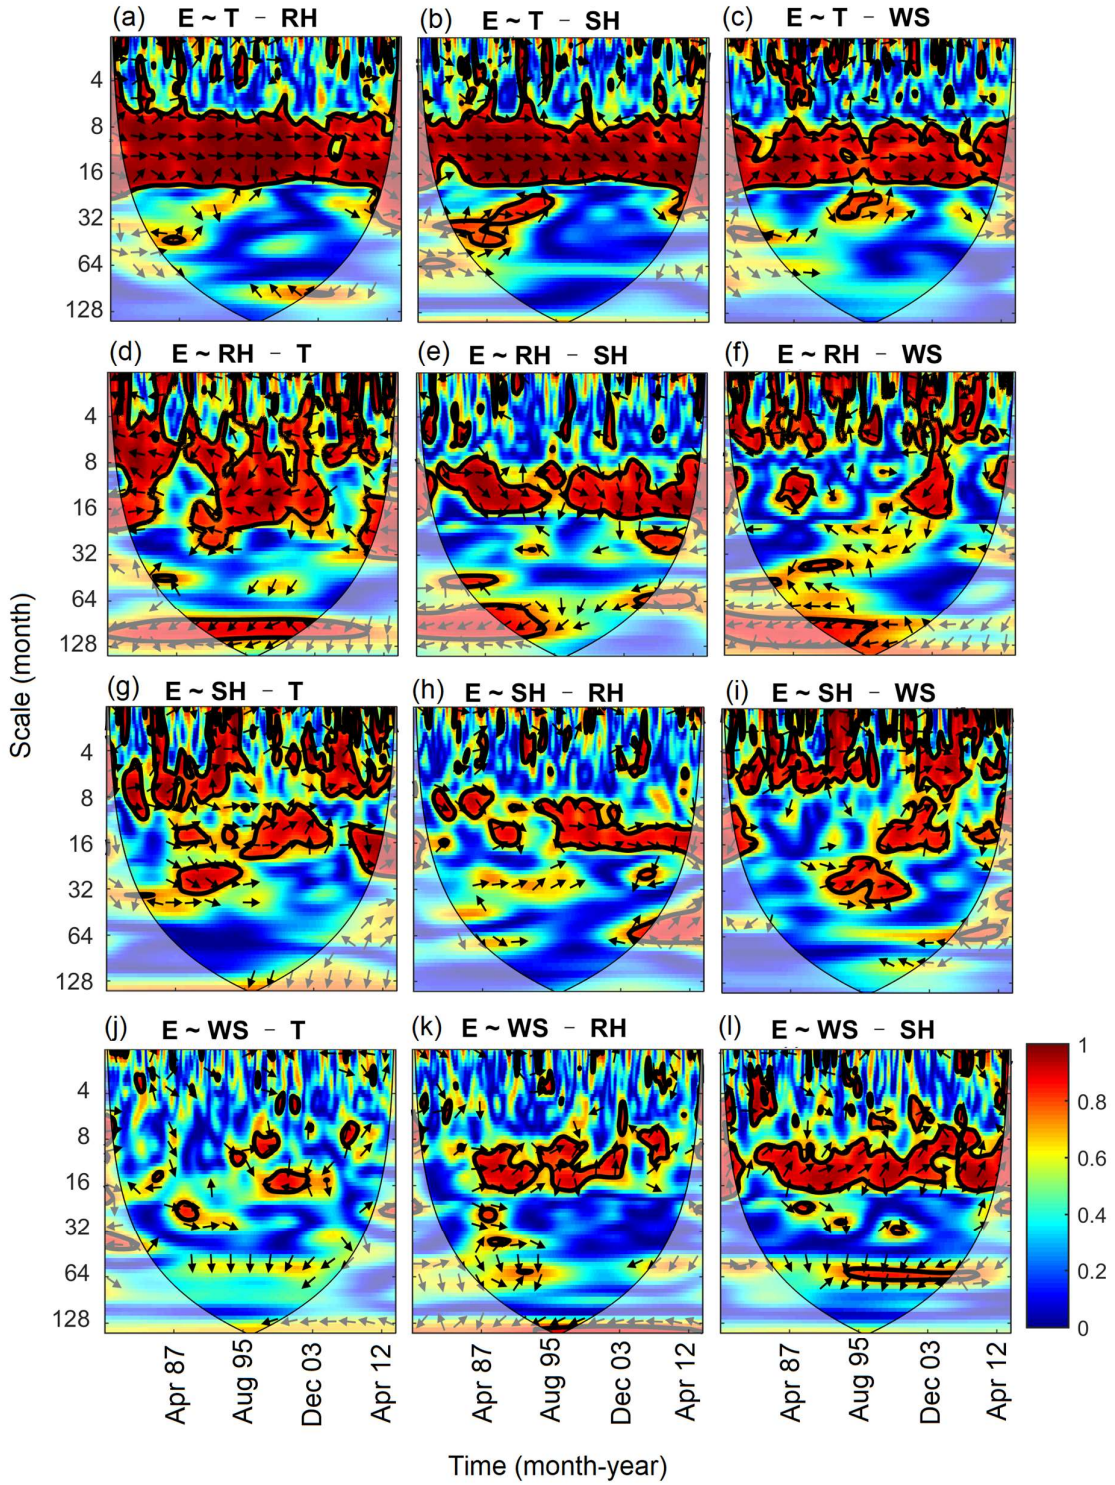 (a) E ~ T − RH
(b) E ~ T − SH
(c) E ~ T − WS
4
8
16
32
64
128
(d) E ~ RH − T
(e) E ~ RH − SH
(f) E ~ RH − WS
4
8
16
32
64
128
(g) E ~ SH − T
(h) E ~ SH − RH
(i) E ~ SH − WS
4
8
16
32
64
128
(j) E ~ WS − T
(k) E ~ WS − RH
(l) E ~ WS − SH
4
8
16
32
64
128
Scale (month)
1
0.8
0.6
0.4
0.2
0
Apr 87 Aug 95 Dec 03 Apr 12
Apr 87 Aug 95 Dec 03 Apr 12
Apr 87 Aug 95 Dec 03 Apr 12
Time (month-year)